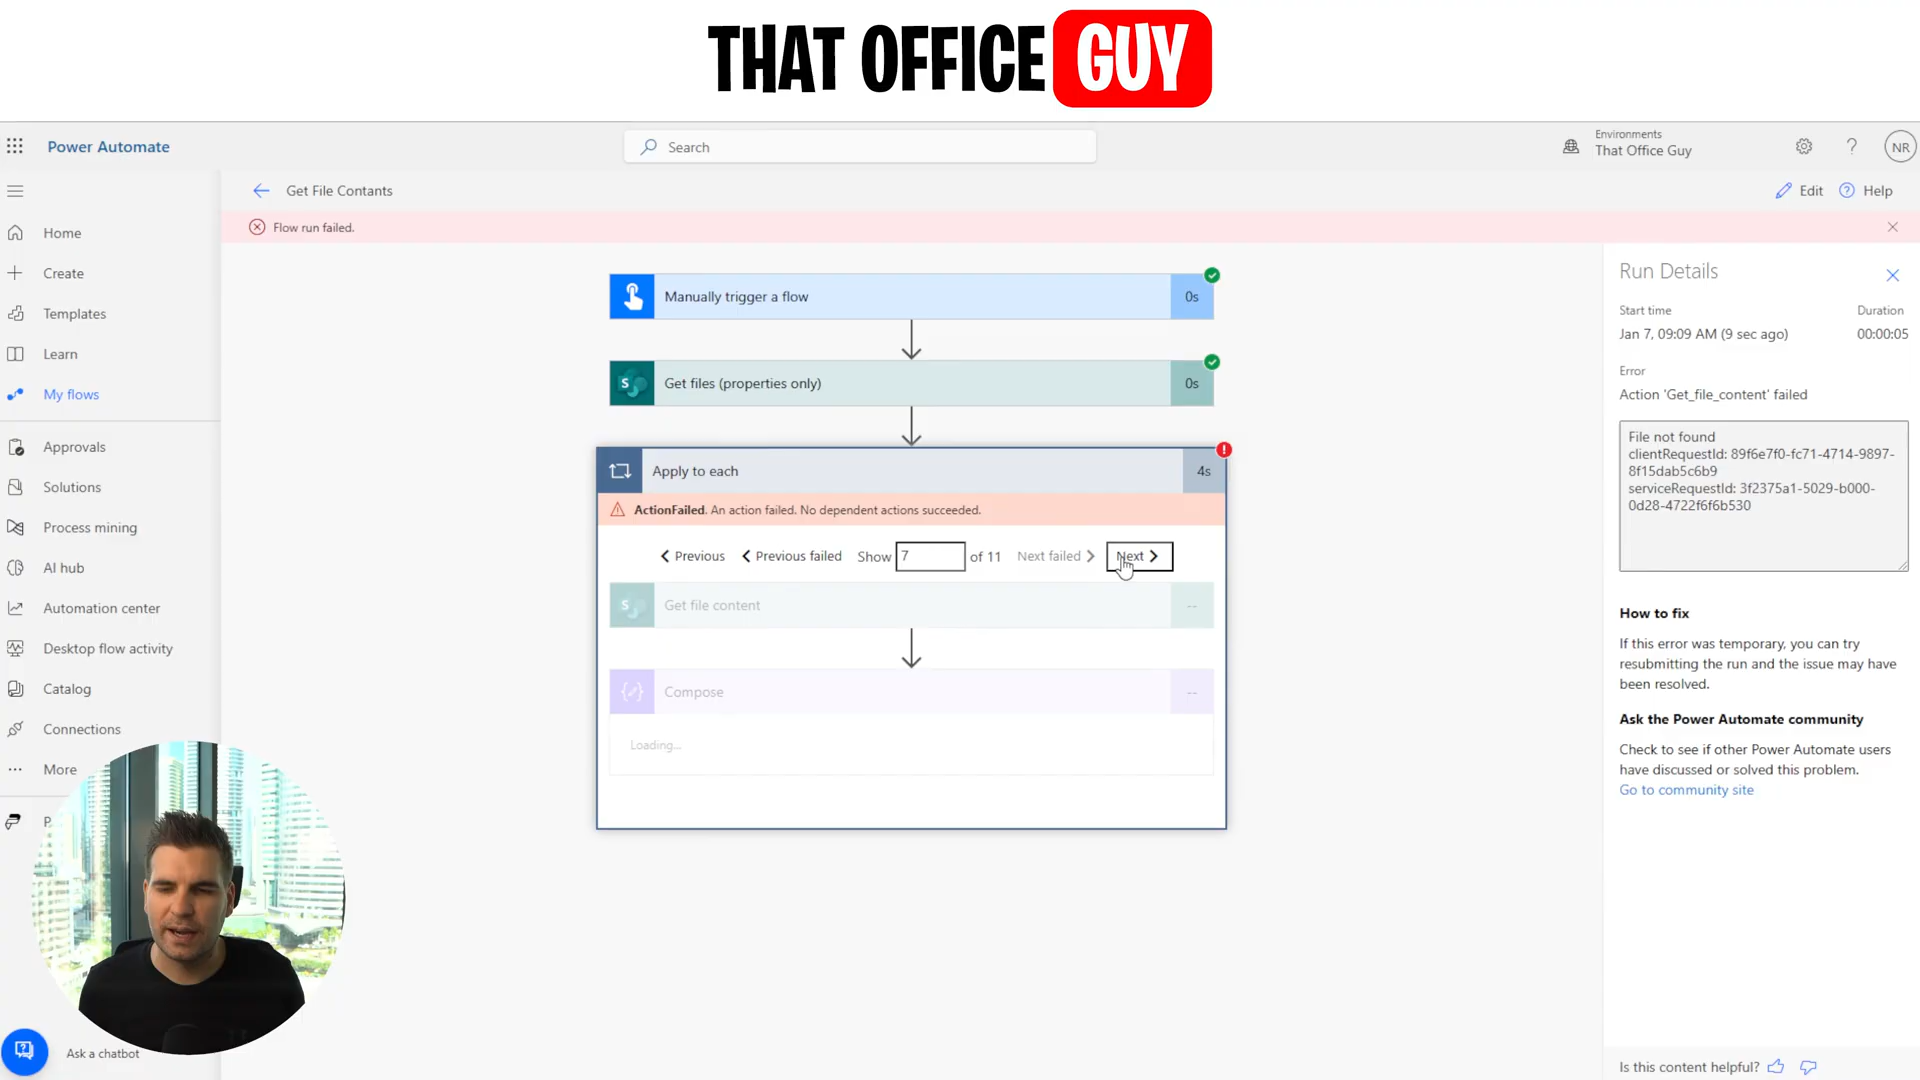 THAT OFFICE GUY
Power Automate
Search
Environments
That Office Guy
NR
Get File Contants
Edit
Help
Flow run failed.
Home
Create
Templates
Learn
My flows
Approvals
Solutions
Process mining
AI hub
Automation center
Desktop flow activity
Catalog
Connections
More
P
Ask a chatbot
Manually trigger a flow
0s
Get files (properties only)
0s
Apply to each
4s
ActionFailed. An action failed. No dependent actions succeeded.
Previous
Previous failed
Show
7
of 11
Next failed
Next
Get file content
--
Compose
--
Loading...
Run Details
Start time
Duration
Jan 7, 09:09 AM (9 sec ago)
00:00:05
Error
Action 'Get_file_content' failed
File not found
clientRequestId: 89f6e7f0-fc71-4714-9897-
8f15dab5c6b9
serviceRequestId: 3f2375a1-5029-b000-
0d28-4722f6f6b530
How to fix
If this error was temporary, you can try
resubmitting the run and the issue may have
been resolved.
Ask the Power Automate community
Check to see if other Power Automate users
have discussed or solved this problem.
Go to community site
Is this content helpful?